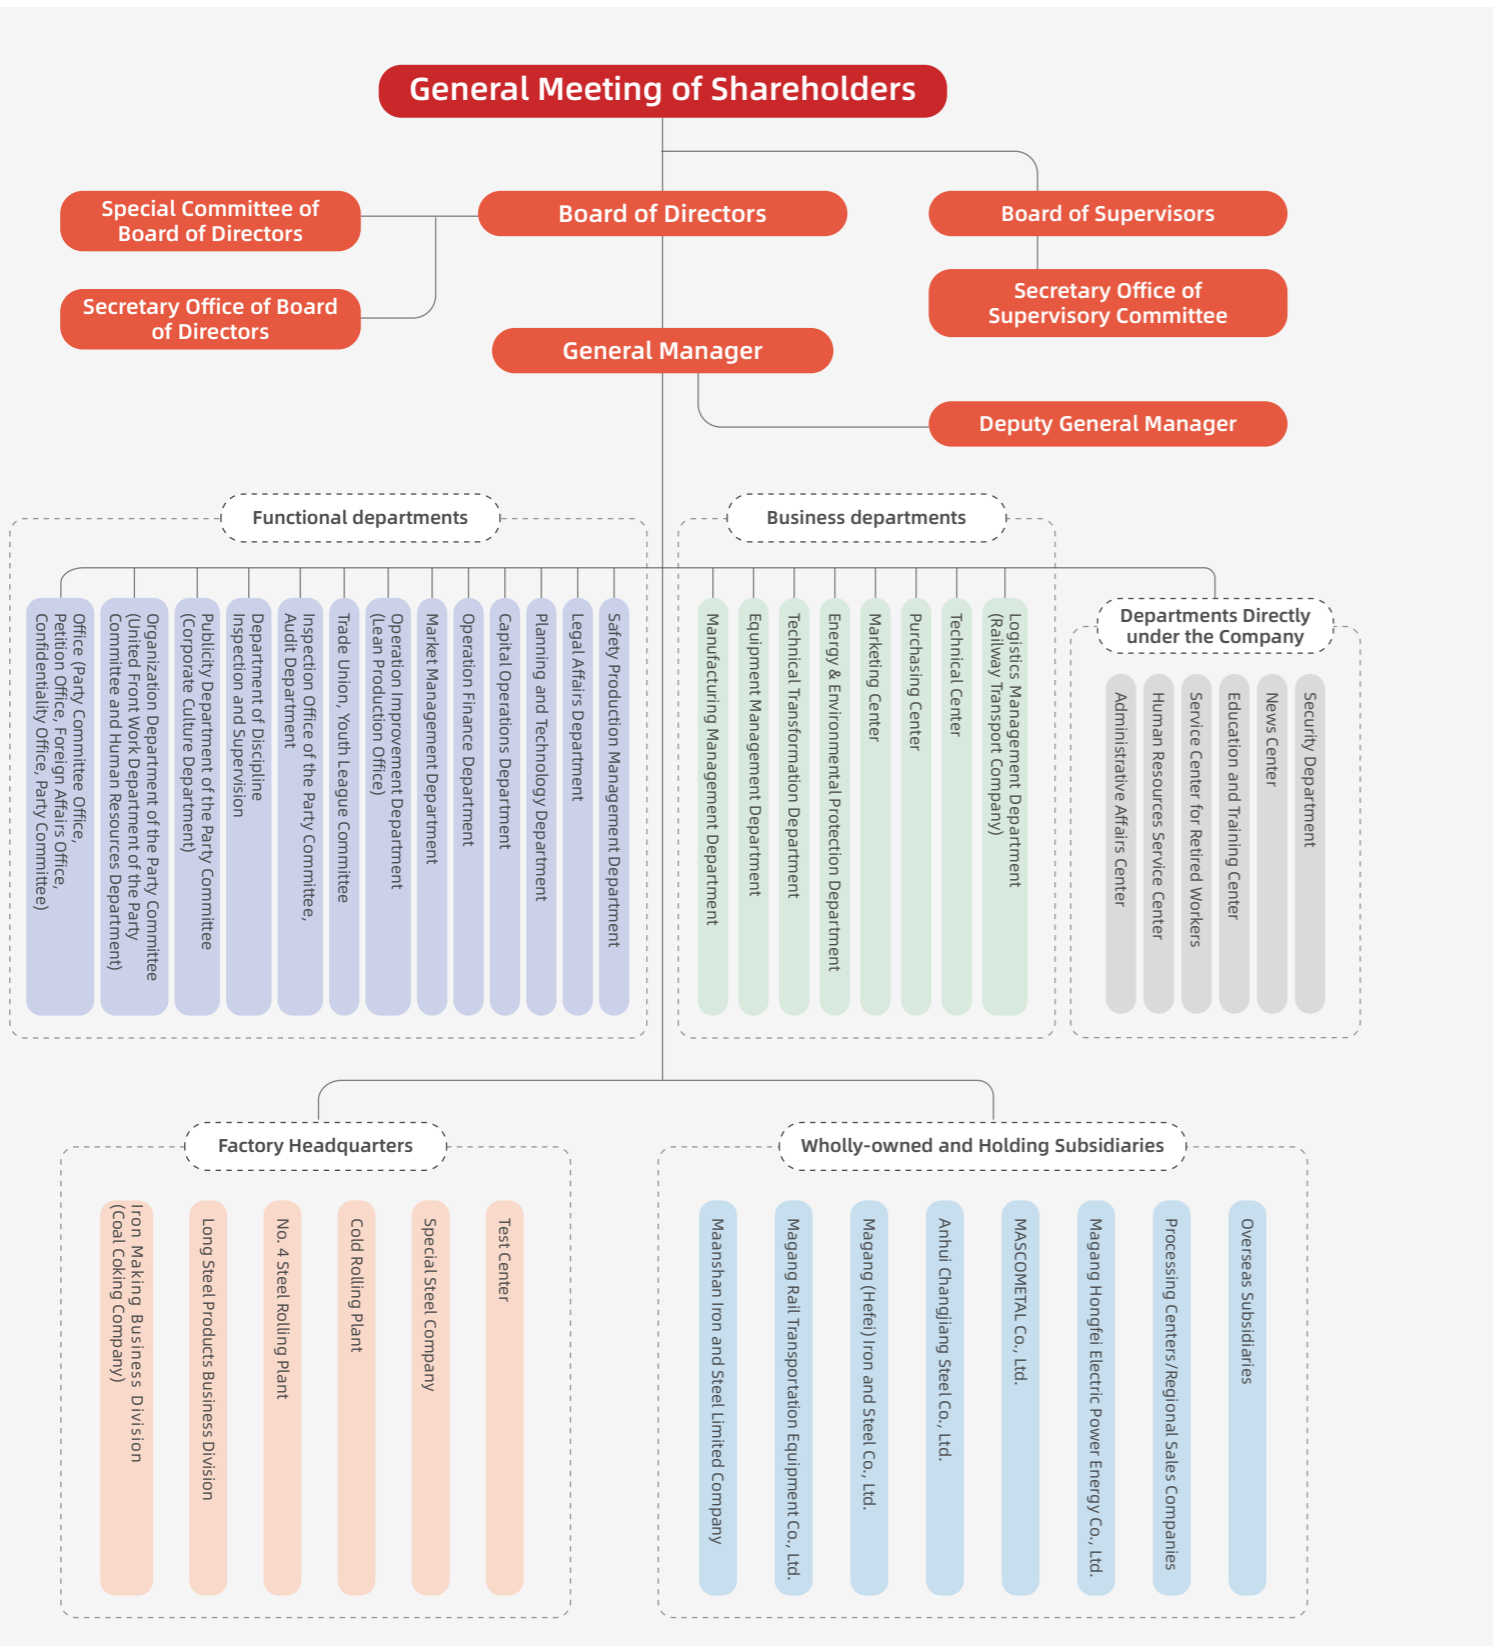 General Meeting of Shareholders
Special Committee of
Board of Directors
Board of Directors
Board of Supervisors
Secretary Office of Board
of Directors
Secretary Office of
Supervisory Committee
General Manager
Deputy General Manager
Functional departments
Office (Party Committee Office,
Petition Office, Foreign Affairs Office,
Confidentiality Office, Party Committee)
Organization Department of the Party Committee
(United Front Work Department of the Party
Committee and Human Resources Department)
Publicity Department of the Party Committee
(Corporate Culture Department)
Department of Discipline
Inspection and Supervision
Inspection Office of the Party Committee,
Audit Department
Trade Union, Youth League Committee
Operation Improvement Department
(Lean Production Office)
Market Management Department
Operation Finance Department
Capital Operations Department
Planning and Technology Department
Legal Affairs Department
Safety Production Management Department
Business departments
Manufacturing Management Department
Equipment Management Department
Technical Transformation Department
Energy & Environmental Protection Department
Marketing Center
Purchasing Center
Technical Center
Logistics Management Department
(Railway Transport Company)
Departments Directly
under the Company
Administrative Affairs Center
Human Resources Service Center
Service Center for Retired Workers
Education and Training Center
News Center
Security Department
Factory Headquarters
Iron Making Business Division
(Coal Coking Company)
Long Steel Products Business Division
No. 4 Steel Rolling Plant
Cold Rolling Plant
Special Steel Company
Test Center
Wholly-owned and Holding Subsidiaries
Maanshan Iron and Steel Limited Company
Magang Rail Transportation Equipment Co., Ltd.
Magang (Hefei) Iron and Steel Co., Ltd.
Anhui Changjiang Steel Co., Ltd.
MASCOMETAL Co., Ltd.
Magang Hongfei Electric Power Energy Co., Ltd.
Processing Centers/Regional Sales Companies
Overseas Subsidiaries